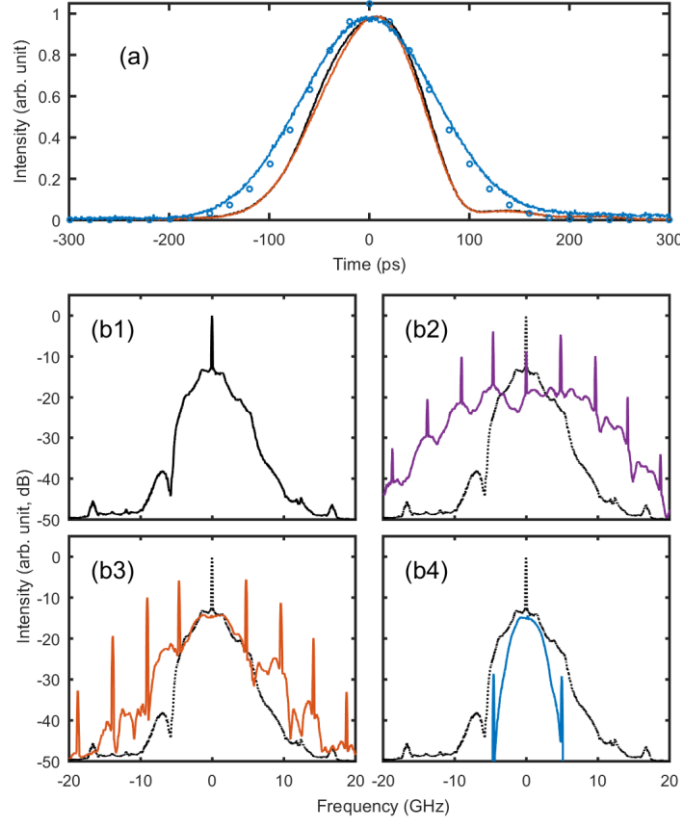 1
0.8
0.6
0.4
0.2
0
Intensity (arb. unit)
(a)
-300 -200 -100 0 100 200 300
Time (ps)
0
-10
-20
-30
-40
-50
(b1)
(b2)
0
-10
-20
-30
-40
-50
Intensity (arb. unit, dB)
(b3)
(b4)
-20 -10 0 10 20
-10 0 10 20
Frequency (GHz)